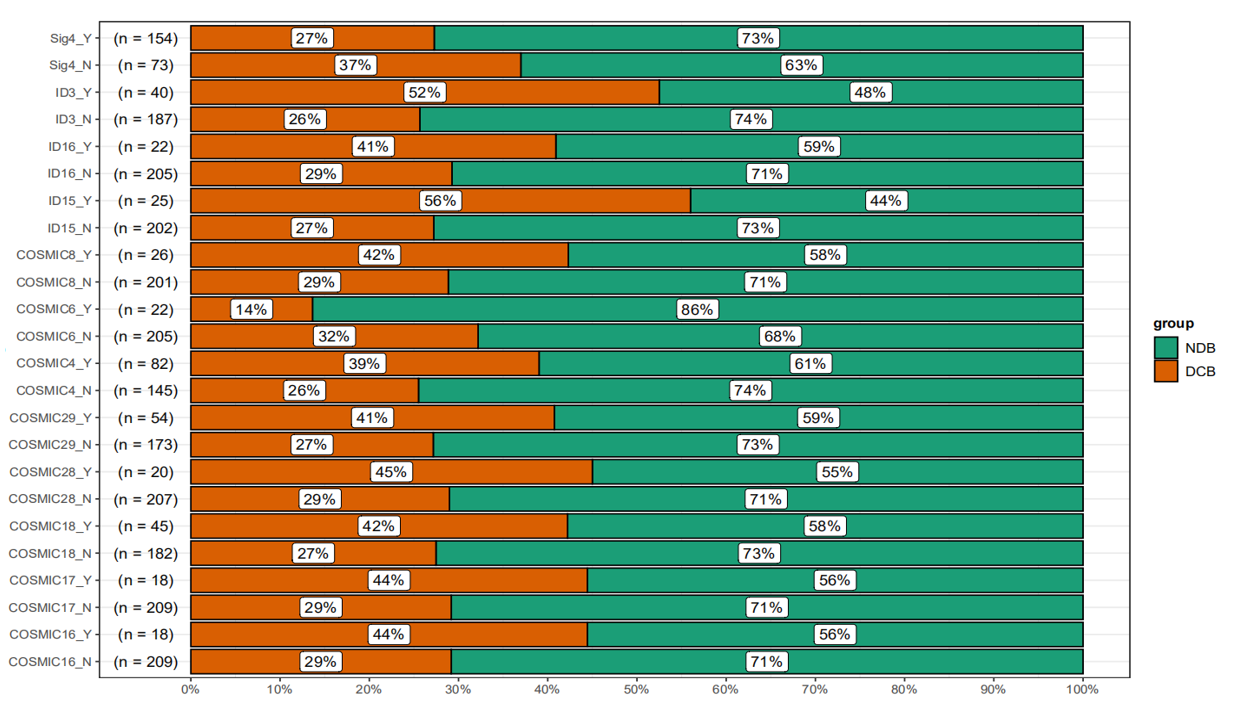 Sig4_Y (n = 154) 27% 73%
Sig4_N (n = 73) 37% 63%
ID3_Y (n = 40) 52% 48%
ID3_N (n = 187) 26% 74%
ID16_Y (n = 22) 41% 59%
ID16_N (n = 205) 29% 71%
ID15_Y (n = 25) 56% 44%
ID15_N (n = 202) 27% 73%
COSMIC8_Y (n = 26) 42% 58%
COSMIC8_N (n = 201) 29% 71%
COSMIC6_Y (n = 22) 14% 86%
COSMIC6_N (n = 205) 32% 68%
COSMIC4_Y (n = 82) 39% 61%
COSMIC4_N (n = 145) 26% 74%
COSMIC29_Y (n = 54) 41% 59%
COSMIC29_N (n = 173) 27% 73%
COSMIC28_Y (n = 20) 45% 55%
COSMIC28_N (n = 207) 29% 71%
COSMIC18_Y (n = 45) 42% 58%
COSMIC18_N (n = 182) 27% 73%
COSMIC17_Y (n = 18) 44% 56%
COSMIC17_N (n = 209) 29% 71%
COSMIC16_Y (n = 18) 44% 56%
COSMIC16_N (n = 209) 29% 71%
0% 10% 20% 30% 40% 50% 60% 70% 80% 90% 100%
group
NDB
DCB